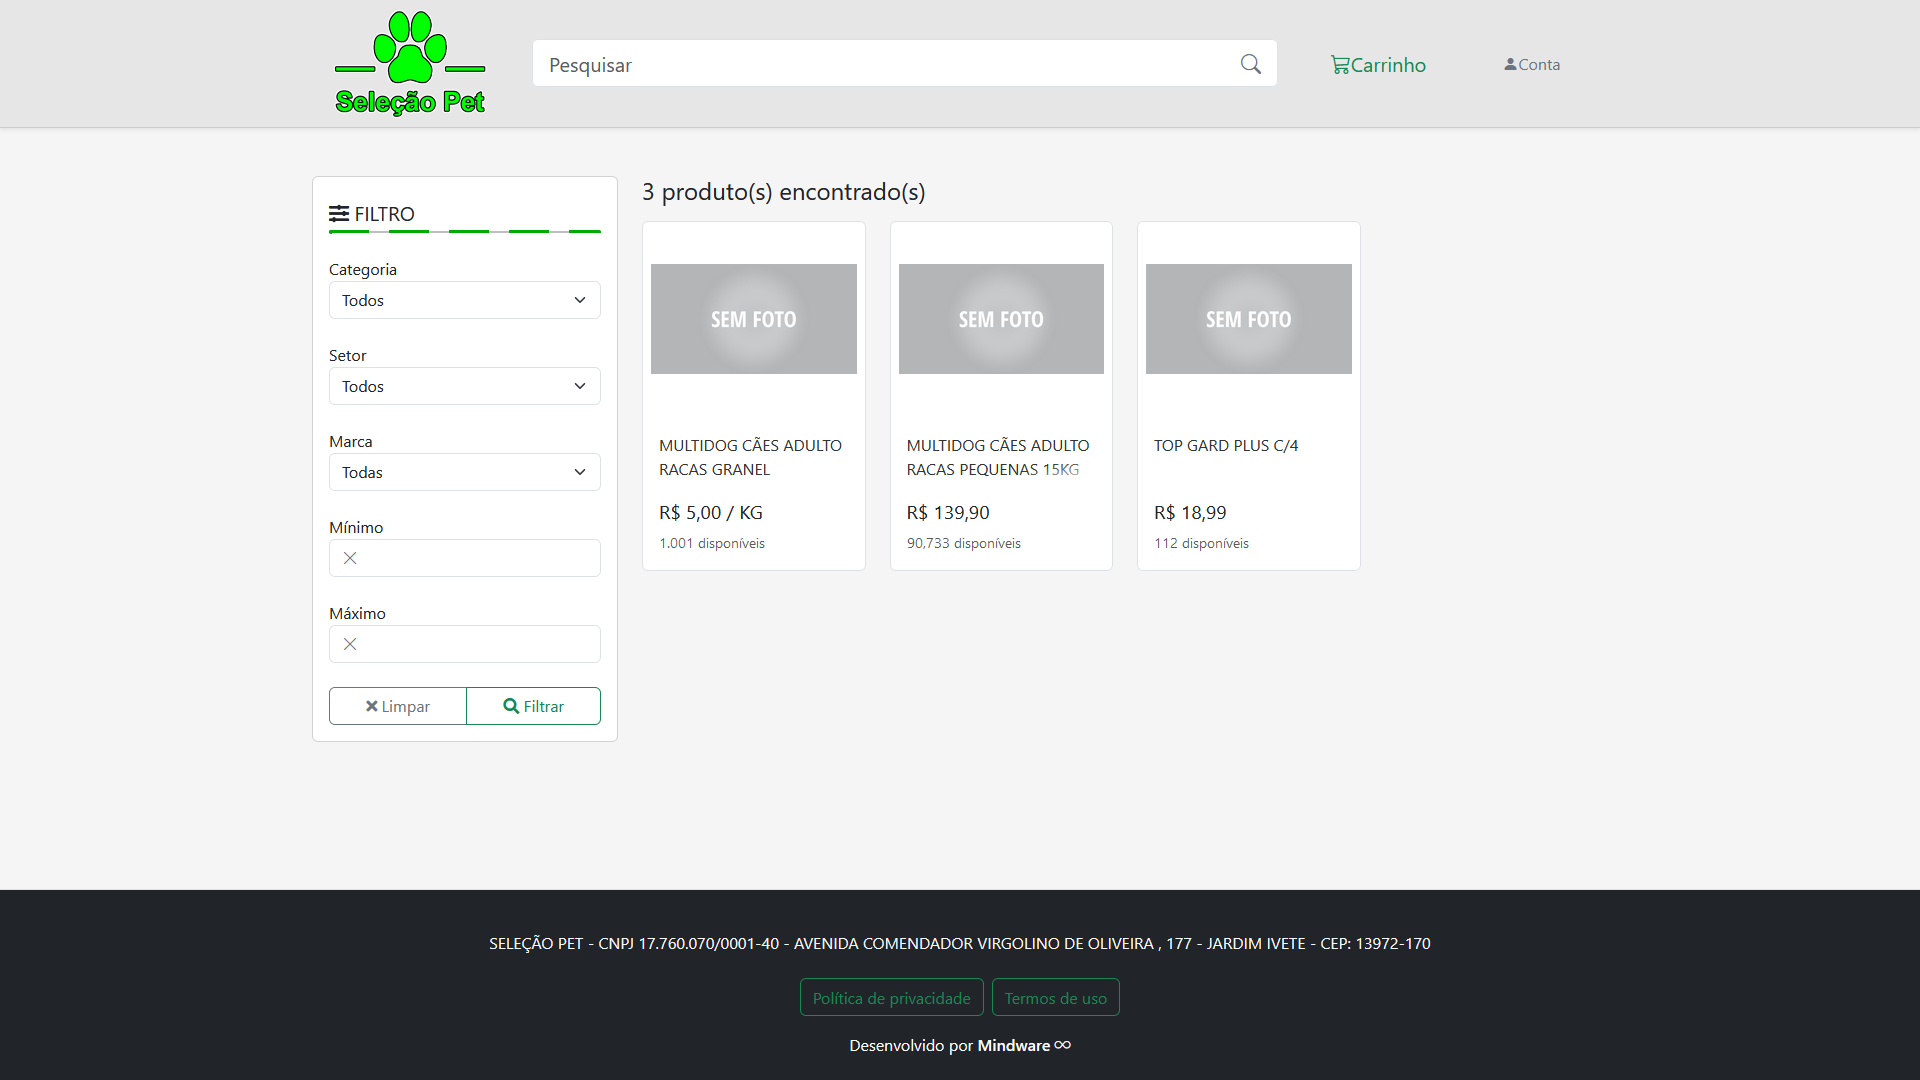 Seleção Pet
Pesquisar
Carrinho
Conta
FILTRO
Categoria
Todos
Setor
Todos
Marca
Todas
Mínimo
Máximo
Limpar
Filtrar
3 produto(s) encontrado(s)
SEM FOTO
MULTIDOG CÃES ADULTO
RACAS GRANEL
R$ 5,00 / KG
1.001 disponíveis
SEM FOTO
MULTIDOG CÃES ADULTO
RACAS PEQUENAS 15KG
R$ 139,90
90,733 disponíveis
SEM FOTO
TOP GARD PLUS C/4
R$ 18,99
112 disponíveis
SELEÇÃO PET - CNPJ 17.760.070/0001-40 - AVENIDA COMENDADOR VIRGOLINO DE OLIVEIRA , 177 - JARDIM IVETE - CEP: 13972-170
Política de privacidade
Termos de uso
Desenvolvido por Mindware